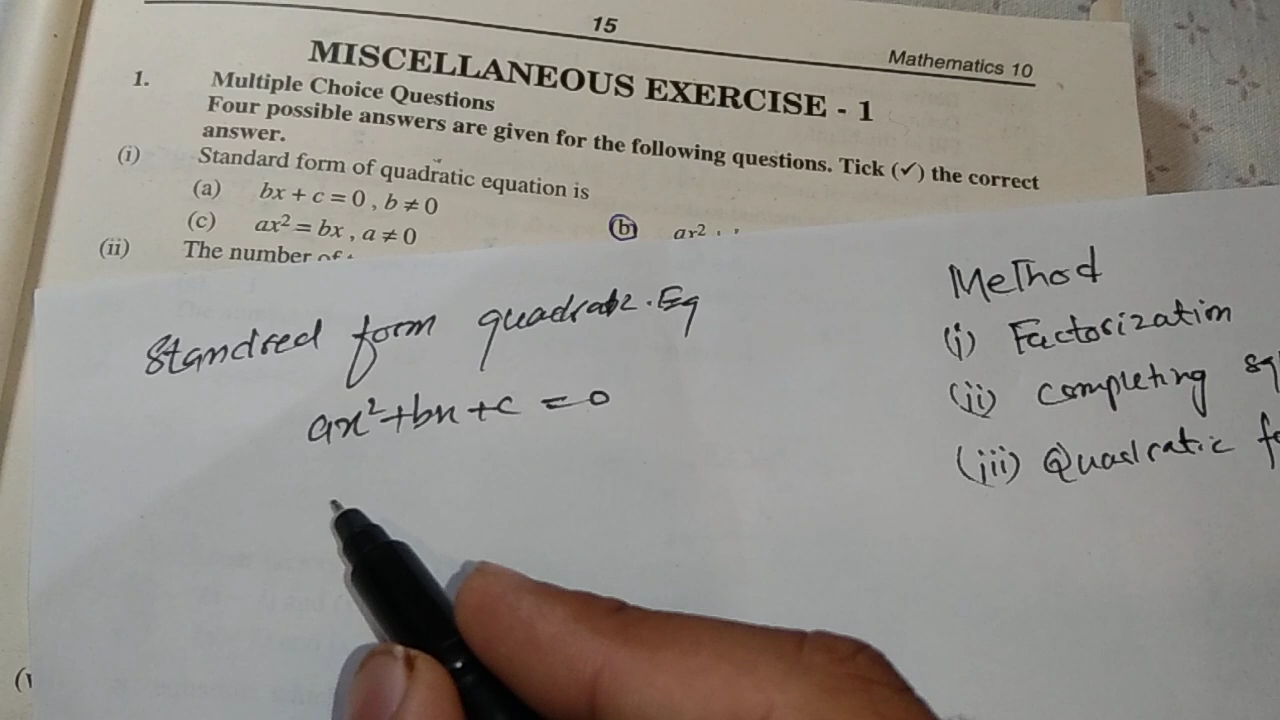 15
Mathematics 10
MISCELLANEOUS EXERCISE - 1
1. Multiple Choice Questions
Four possible answers are given for the following questions. Tick (✓) the correct
answer.
(i) Standard form of quadratic equation is
(a) bx + c = 0 , b ≠ 0
(b)
(c) ax² = bx , a ≠ 0
(ii) The number
Standred form Eq
ax²+bx+c = 0
Method
(i) Factorization
(ii) Completing
(iii) Quadratic